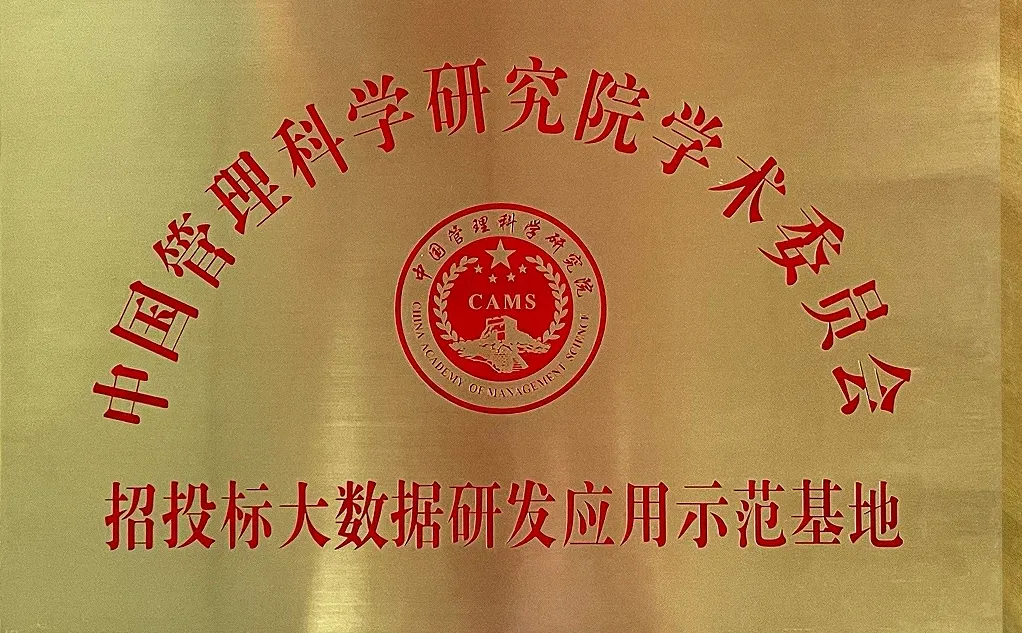 中国管理科学研究院学术委员会
中国管理科学研究院
CAMS
CHINA ACADEMY OF MANAGEMENT SCIENCE
招投标大数据研发应用示范基地